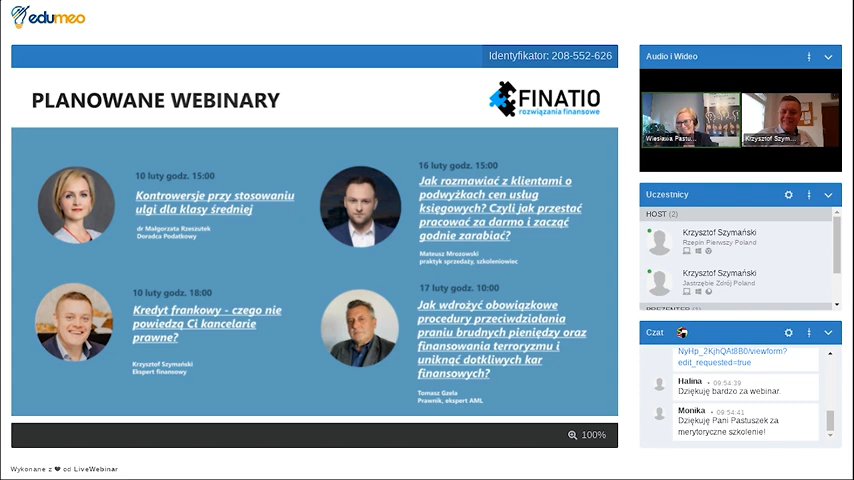 edumeo
Identyfikator: 208-552-626
PLANOWANE WEBINARY
FINATIO
rozwiązania finansowe
10 luty godz. 15:00
Kontrowersje przy stosowaniu
ulgi dla klasy średniej
dr Małgorzata Rzeszutek
Doradca Podatkowy
16 luty godz. 15:00
Jak rozmawiać z klientami o
podwyżkach cen usług
księgowych? Czyli jak przestać
pracować za darmo i zacząć
godnie zarabiać?
Mateusz Mrozowski
praktyk sprzedaży, szkoleniowiec
10 luty godz. 18:00
Kredyt frankowy - czego nie
powiedzą Ci kancelarie
prawne?
Krzysztof Szymański
Ekspert finansowy
17 luty godz. 10:00
Jak wdrożyć obowiązkowe
procedury przeciwdziałania
praniu brudnych pieniędzy oraz
finansowania terroryzmu i
uniknąć dotkliwych kar
finansowych?
Tomasz Gzela
Prawnik, ekspert AML
100%
Wykonane z ❤ od LiveWebinar
Audio i Wideo
Wiesława Pastu...
Krzysztof Szym...
Uczestnicy
HOST (2)
Krzysztof Szymański
Rzepin Pierwszy Poland
Krzysztof Szymański
Jastrzębie Zdrój Poland
PREZENTER (1)
Czat
NyHp_2KjhQAt8B0/viewform?
edit_requested=true
Halina • 09:54:39
Dziękuję bardzo za webinar.
Monika • 09:54:41
Dziękuję Pani Pastuszek za
merytoryczne szkolenie!